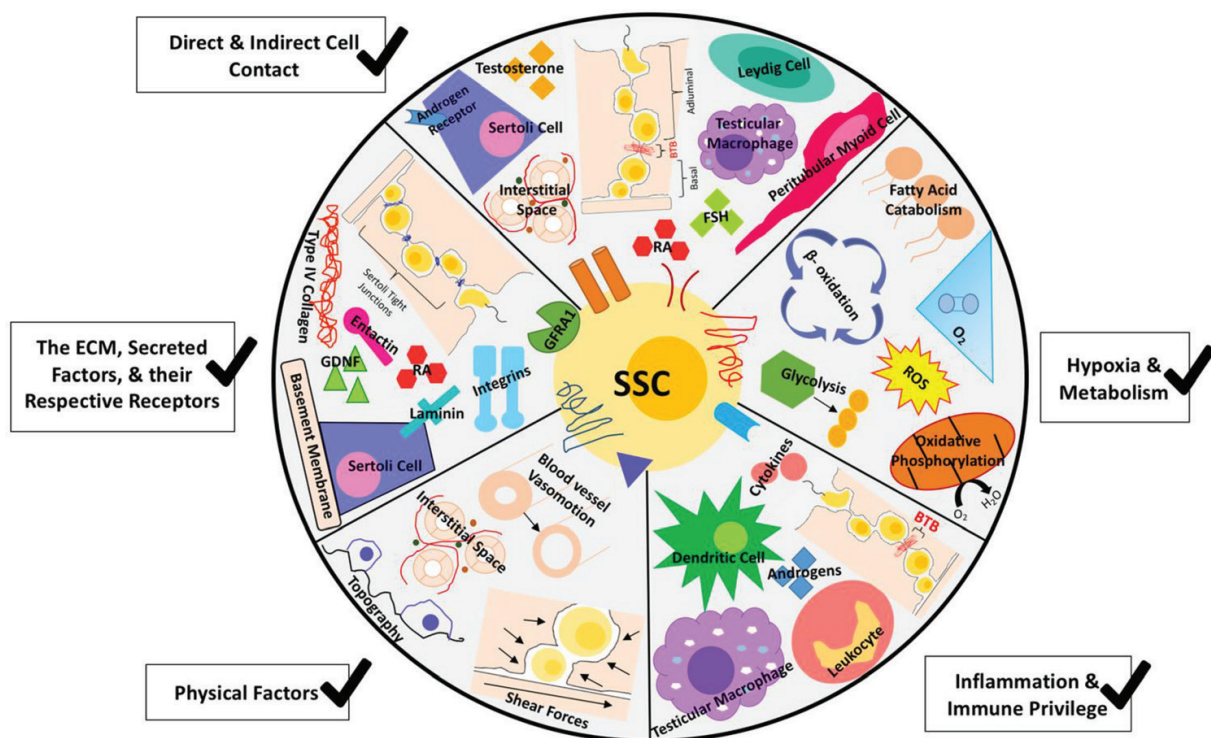 Direct & Indirect Cell
Contact
Testosterone
Androgen
Receptor
Sertoli Cell
Interstitial
Space
Adluminal
BTB
Basal
Leydig Cell
Testicular
Macrophage
Peritubular Myoid Cell
FSH
RA
Fatty Acid
Catabolism
β- oxidation
O₂
ROS
Glycolysis
Oxidative
Phosphorylation
O₂
H₂O
Hypoxia &
Metabolism
Type IV Collagen
Sertoli Tight
Junctions
Entactin
GDNF
RA
Laminin
Integrins
GFRA1
Basement Membrane
Sertoli Cell
The ECM, Secreted
Factors, & their
Respective Receptors
SSC
Blood vessel
Vasomotion
Interstitial Space
Topography
Shear Forces
Physical Factors
Cytokines
Dendritic Cell
Androgens
BTB
Leukocyte
Testicular Macrophage
Inflammation &
Immune Privilege